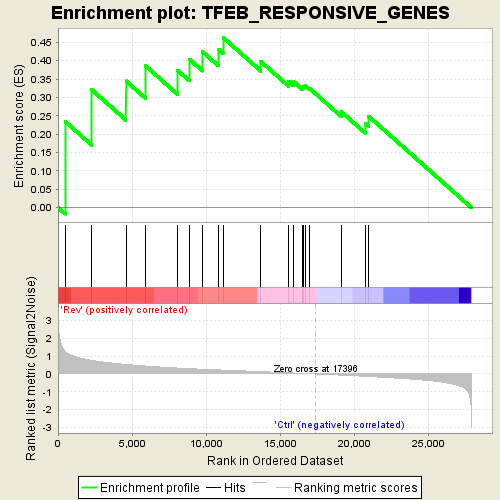 Enrichment plot: TFEB_RESPONSIVE_GENES
Enrichment score (ES)
0.45
0.40
0.35
0.30
0.25
0.20
0.15
0.10
0.05
0.00
'Rev' (positively correlated)
Ranked list metric (Signal2Noise)
3
2
1
0
-1
-2
-3
Zero cross at 17396
'Ctrl' (negatively correlated)
0 5,000 10,000 15,000 20,000 25,000
Rank in Ordered Dataset
Enrichment profile Hits Ranking metric scores